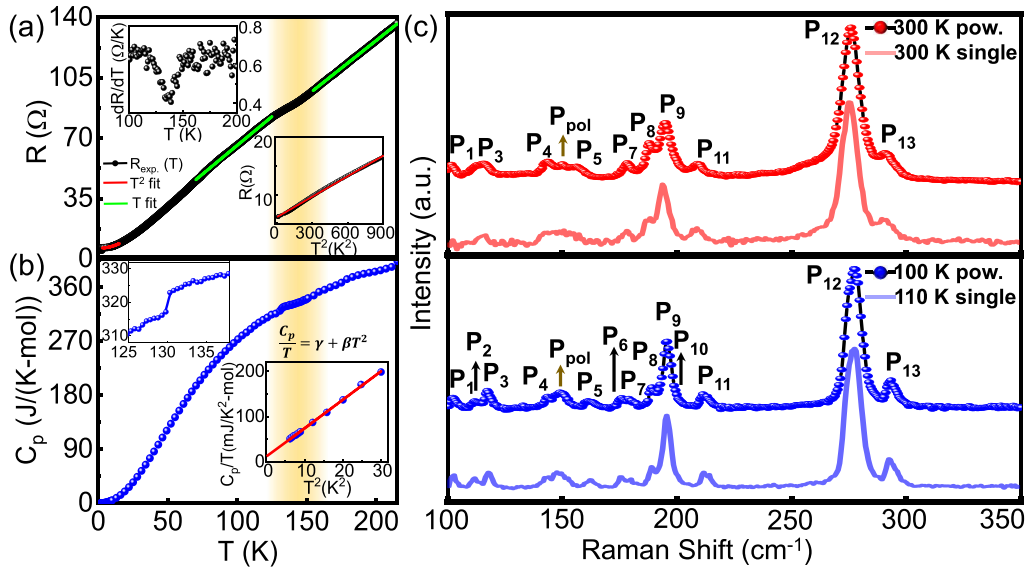 (a)
140
105
70
35
0
R (Ω)
dR/dT (Ω/K)
0.8
0.6
0.4
100 150 200
T (K)
R_exp. (T)
T² fit
T fit
R(Ω)
20
10
0 300 600 900
T²(K²)
(b)
360
270
180
90
0
C_p (J/(K-mol))
330
320
310
125 130 135
C_p/T = γ + βT²
C_p/T(mJ/K²-mol)
200
100
0
0 10 20 30
T²(K²)
0 50 100 150 200
T (K)
(c)
Intensity (a.u.)
300 K pow.
300 K single
P₁ P₃ P₄ P_pol P₅ P₇ P₈ P₉ P₁₁ P₁₂ P₁₃
100 K pow.
110 K single
P₁ P₂ P₃ P₄ P_pol P₅ P₆ P₇ P₈ P₉ P₁₀ P₁₁ P₁₂ P₁₃
100 150 200 250 300 350
Raman Shift (cm⁻¹)